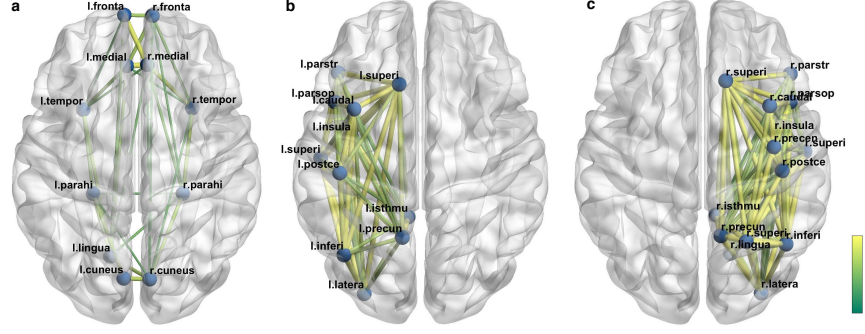 a
l.fronta
r.fronta
l.medial
r.medial
l.tempor
r.tempor
l.parahi
r.parahi
l.lingua
l.cuneus
r.cuneus
b
l.parstr
l.superi
l.parsop
l.caudal
l.insula
l.superi
l.postce
l.isthmu
l.precun
l.inferi
l.latera
c
r.superi
r.parstr
r.parsop
r.caudal
r.insula
r.precen
r.superi
r.postce
r.isthmu
r.precun
r.superi
r.inferi
r.lingua
r.latera